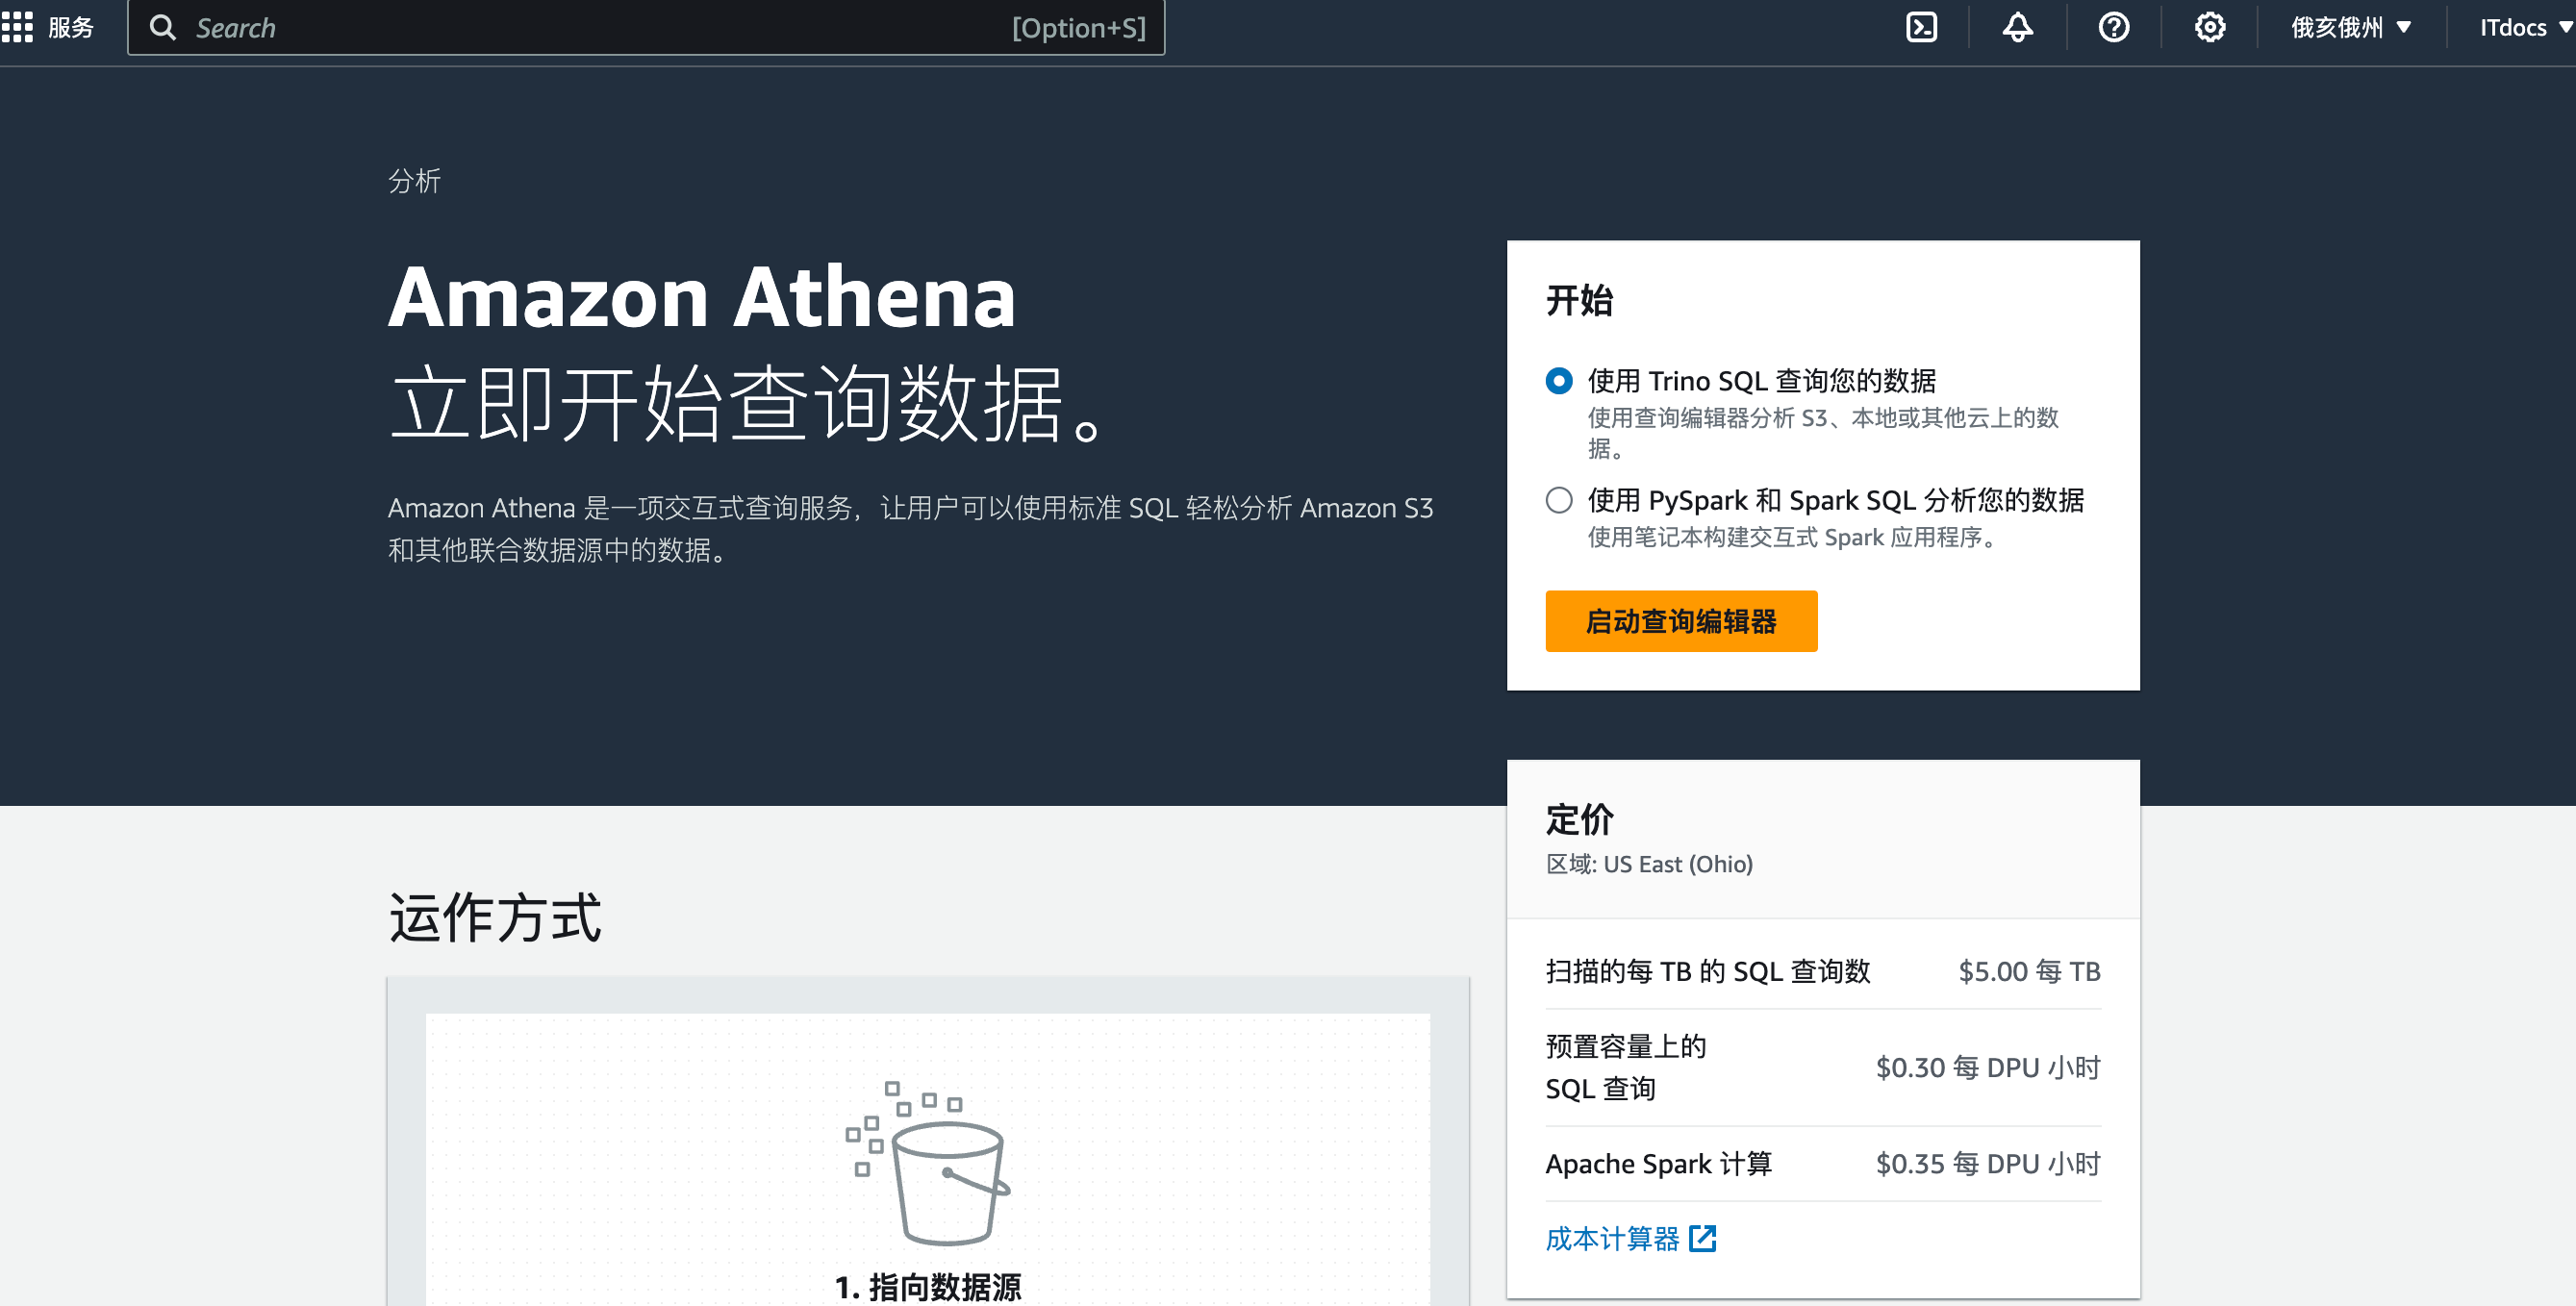 服务
Search
[Option+S]
俄亥俄州
ITdocs
分析
Amazon Athena
立即开始查询数据。
Amazon Athena 是一项交互式查询服务，让用户可以使用标准 SQL 轻松分析 Amazon S3
和其他联合数据源中的数据。
开始
使用 Trino SQL 查询您的数据
使用查询编辑器分析 S3、本地或其他云上的数
据。
使用 PySpark 和 Spark SQL 分析您的数据
使用笔记本构建交互式 Spark 应用程序。
启动查询编辑器
定价
区域: US East (Ohio)
扫描的每 TB 的 SQL 查询数
$5.00 每 TB
预置容量上的
SQL 查询
$0.30 每 DPU 小时
Apache Spark 计算
$0.35 每 DPU 小时
成本计算器
运作方式
1. 指向数据源